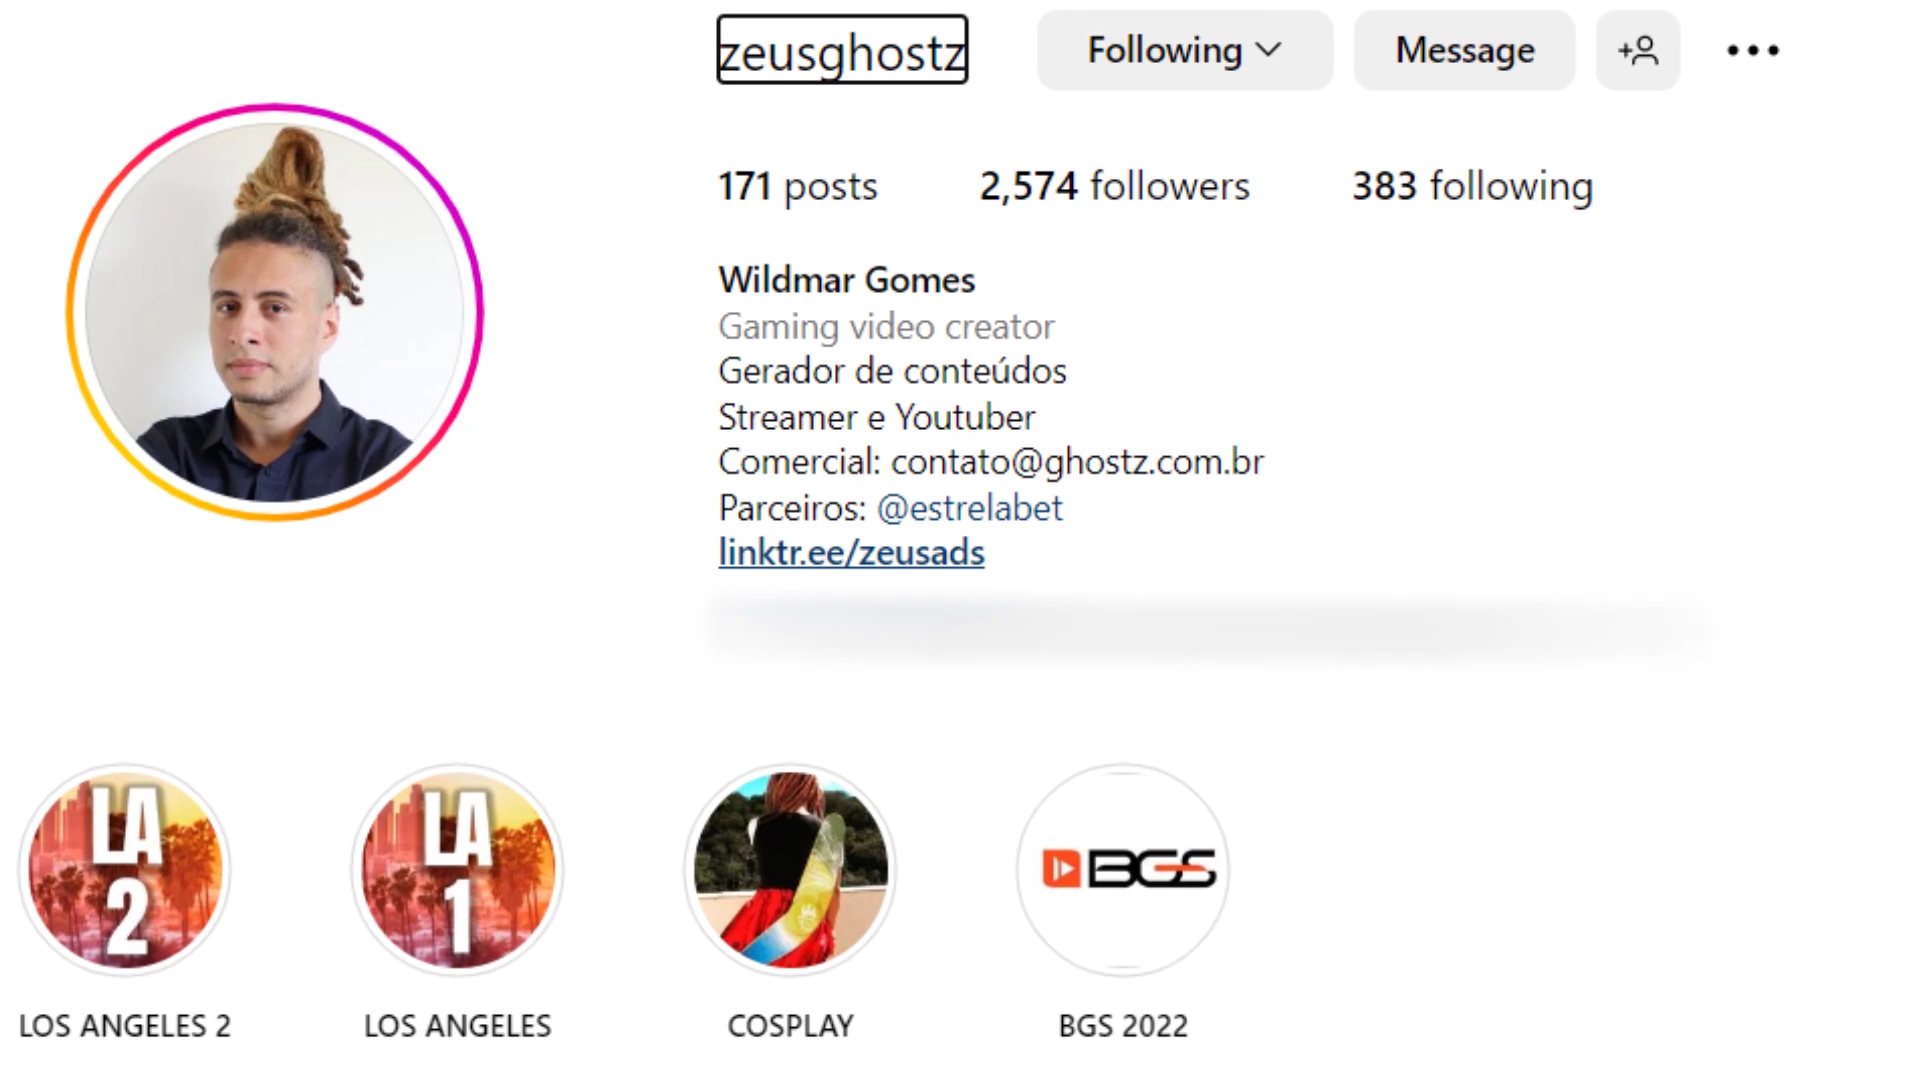 zeusghostz Following Message
171 posts 2,574 followers 383 following
Wildmar Gomes
Gaming video creator
Gerador de conteúdos
Streamer e Youtuber
Comercial: contato@ghostz.com.br
Parceiros: @estrelabet
linktr.ee/zeusads
LA
2
LA
1
BGS
LOS ANGELES 2
LOS ANGELES
COSPLAY
BGS 2022